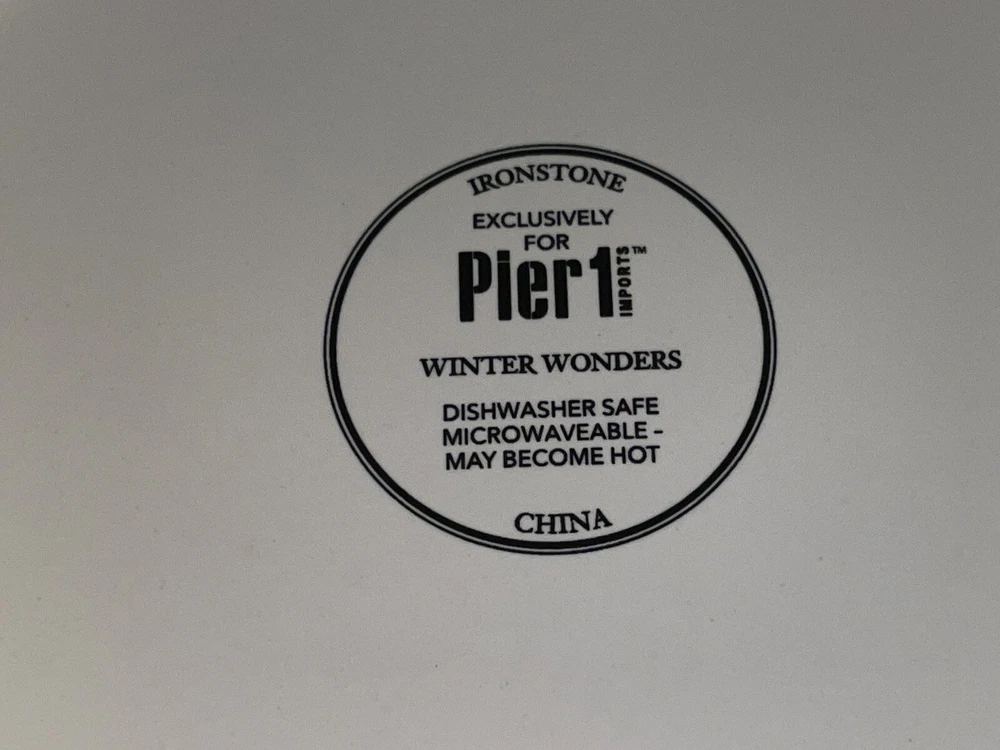 IRONSTONE
EXCLUSIVELY
FOR
Pier1 IMPORTS™
WINTER WONDERS
DISHWASHER SAFE
MICROWAVEABLE –
MAY BECOME HOT
CHINA